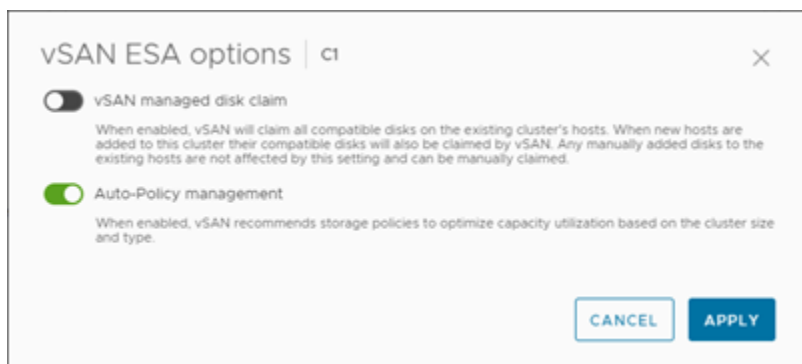 vSAN ESA options | C1
vSAN managed disk claim
When enabled, vSAN will claim all compatible disks on the existing cluster's hosts. When new hosts are
added to this cluster their compatible disks will also be claimed by vSAN. Any manually added disks to the
existing hosts are not affected by this setting and can be manually claimed.
Auto-Policy management
When enabled, vSAN recommends storage policies to optimize capacity utilization based on the cluster size
and type.
CANCEL APPLY